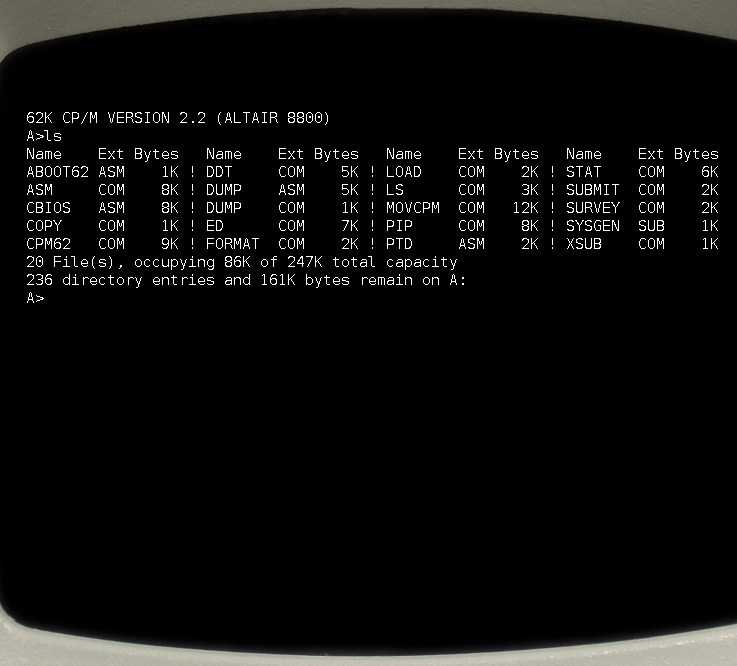 62K CP/M VERSION 2.2 (ALTAIR 8800)
A>ls
Name     Ext Bytes   Name     Ext Bytes   Name     Ext Bytes   Name     Ext Bytes
ABOOT62 ASM    1K ! DDT     COM    5K ! LOAD    COM    2K ! STAT    COM    6K
ASM     COM    8K ! DUMP    ASM    5K ! LS      COM    3K ! SUBMIT  COM    2K
CBIOS   ASM    8K ! DUMP    COM    1K ! MOVCPM  COM   12K ! SURVEY  COM    2K
COPY    COM    1K ! ED      COM    7K ! PIP     COM    8K ! SYSGEN  SUB    1K
CPM62   COM    9K ! FORMAT  COM    2K ! PTD     ASM    2K ! XSUB    COM    1K
20 File(s), occupying 86K of 247K total capacity
236 directory entries and 161K bytes remain on A:
A>